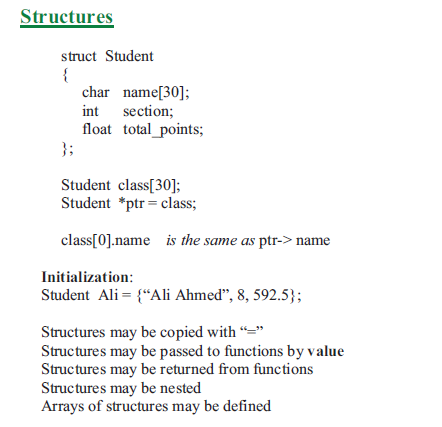 Structures
struct Student
{
char name[30];
int section;
float total_points;
};
Student class[30];
Student *ptr = class;
class[0].name is the same as ptr-> name
Initialization:
Student Ali = {“Ali Ahmed”, 8, 592.5};
Structures may be copied with “=”
Structures may be passed to functions by value
Structures may be returned from functions
Structures may be nested
Arrays of structures may be defined